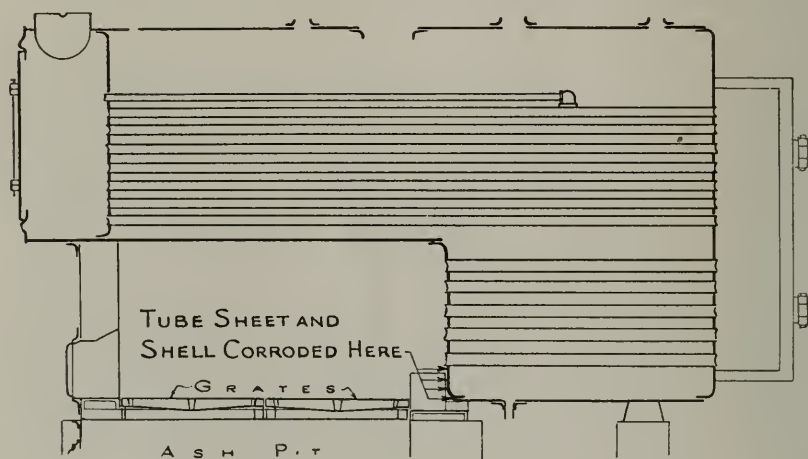 TUBE SHEET AND
SHELL CORRODED HERE
GRATES
ASH PIT